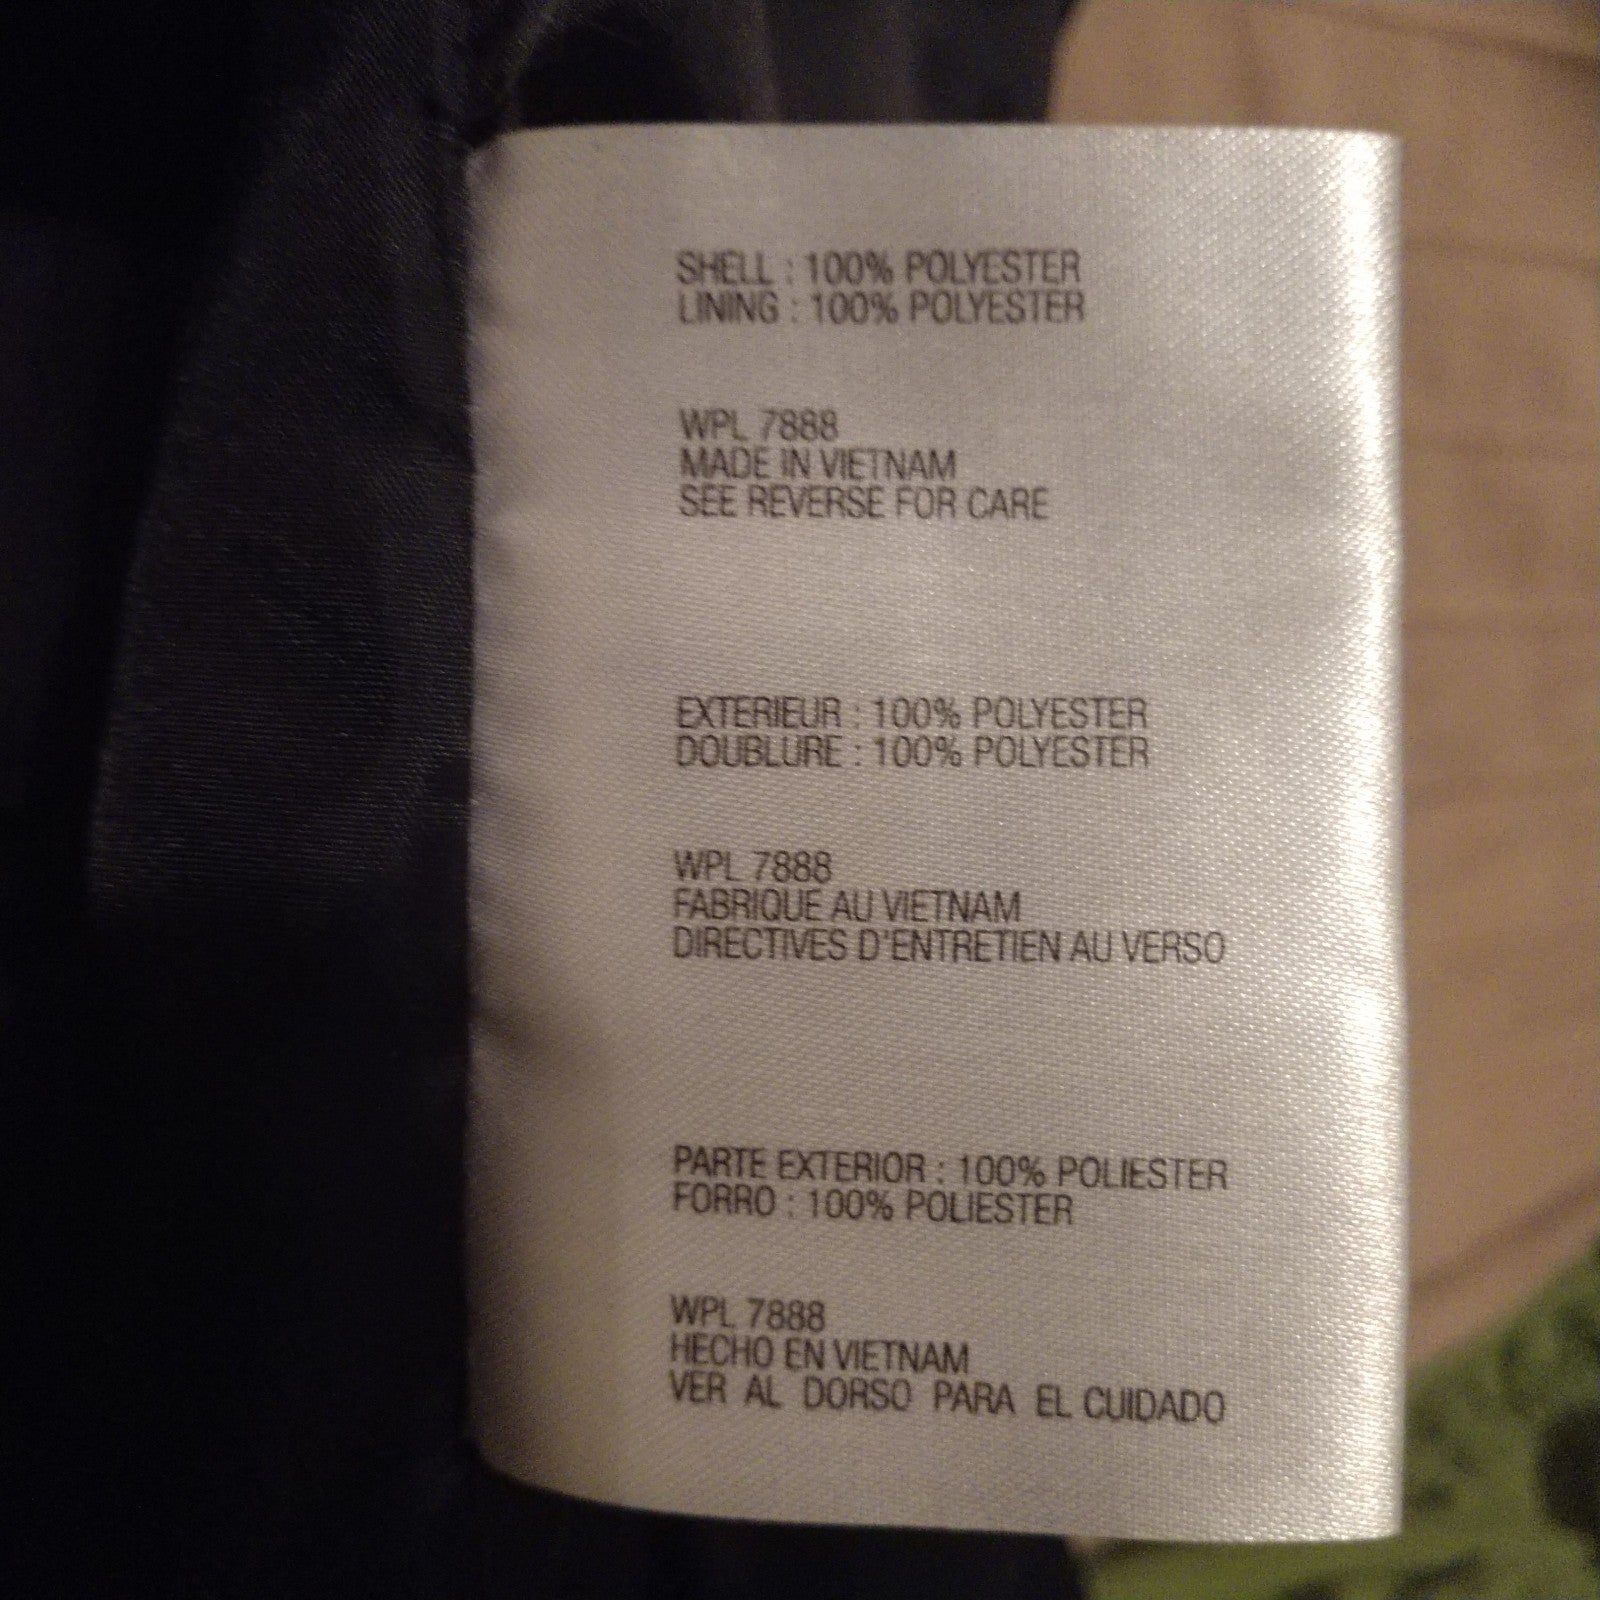 SHELL : 100% POLYESTER
LINING : 100% POLYESTER
WPL 7888
MADE IN VIETNAM
SEE REVERSE FOR CARE
EXTERIEUR : 100% POLYESTER
DOUBLURE : 100% POLYESTER
WPL 7888
FABRIQUE AU VIETNAM
DIRECTIVES D'ENTRETIEN AU VERSO
PARTE EXTERIOR : 100% POLIESTER
FORRO : 100% POLIESTER
WPL 7888
HECHO EN VIETNAM
VER AL DORSO PARA EL CUIDADO